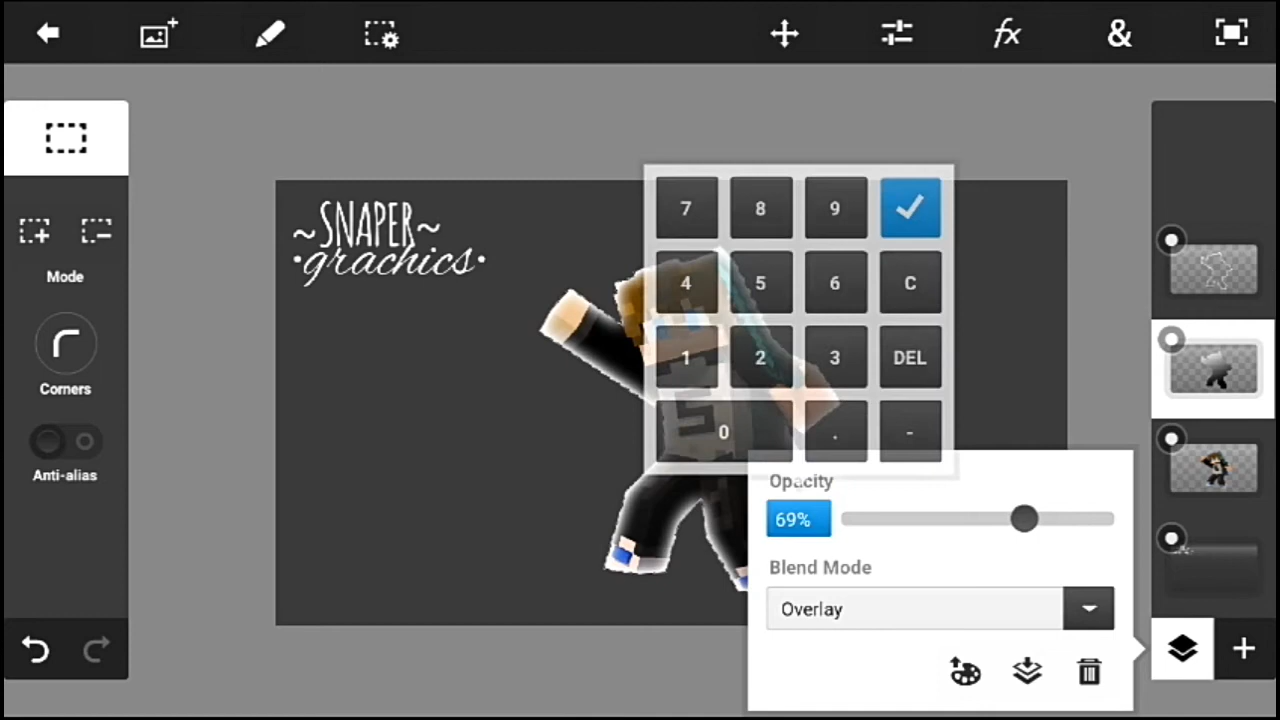 fx
&
~SNAPER~
•grachics•
7 8 9
4 5 6 C
1 2 3 DEL
0 . -
Mode
Corners
Anti-alias
S
Opacity
69%
Blend Mode
Overlay